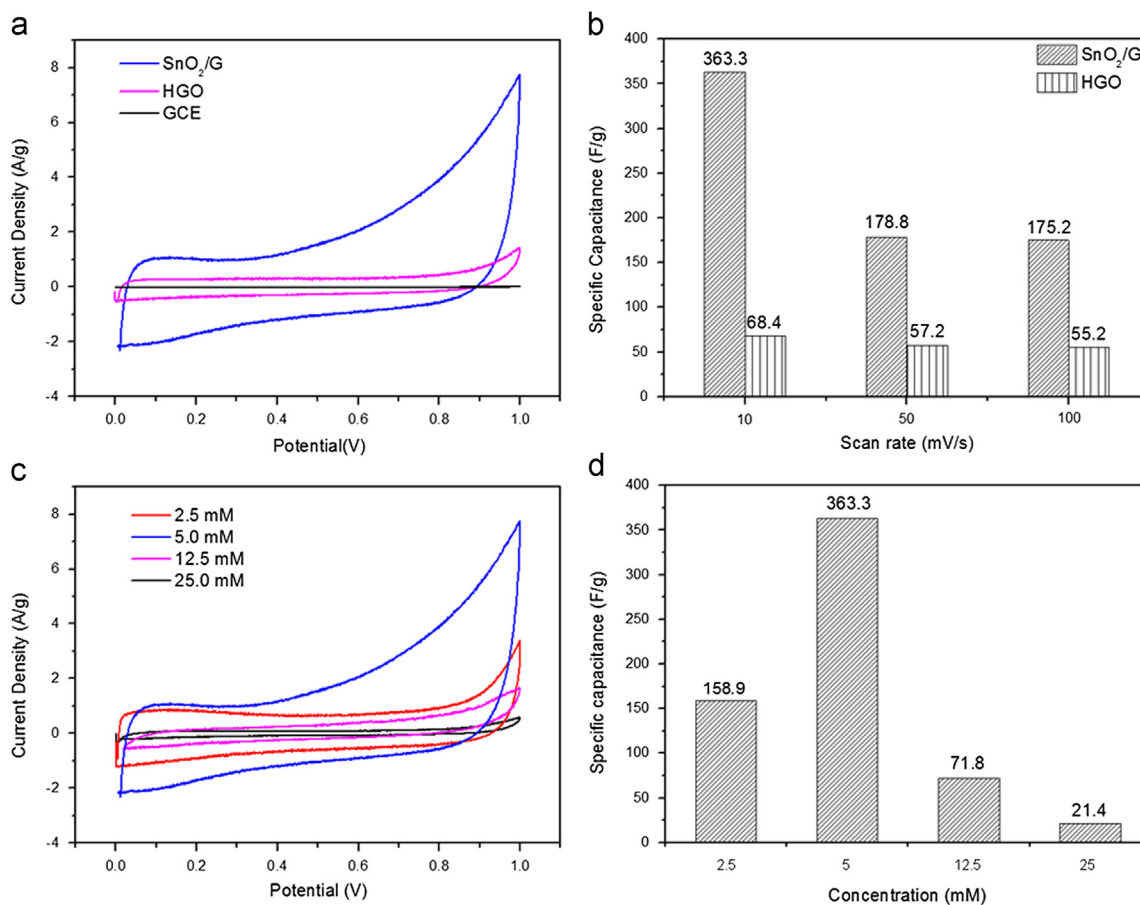 a
SnO2/G
HGO
GCE
8
6
4
2
0
-2
-4
Current Density (A/g)
0.0 0.2 0.4 0.6 0.8 1.0
Potential(V)
b
SnO2/G
HGO
400
350
300
250
200
150
100
50
0
Specific Capacitance (F/g)
363.3
68.4
178.8
57.2
175.2
55.2
10 50 100
Scan rate (mV/s)
c
2.5 mM
5.0 mM
12.5 mM
25.0 mM
8
6
4
2
0
-2
-4
Current Density (A/g)
0.0 0.2 0.4 0.6 0.8 1.0
Potential (V)
d
400
350
300
250
200
150
100
50
0
Specific capacitance (F/g)
158.9
363.3
71.8
21.4
2.5 5 12.5 25
Concentration (mM)